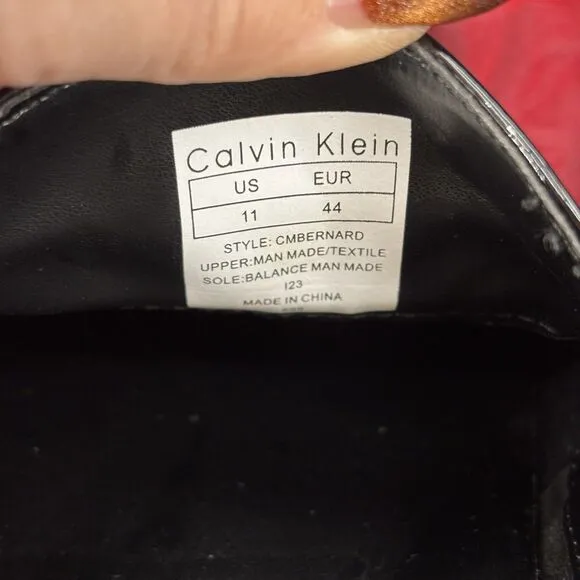 Calvin Klein
US EUR
11 44
STYLE: CMBERNARD
UPPER:MAN MADE/TEXTILE
SOLE:BALANCE MAN MADE
I23
MADE IN CHINA